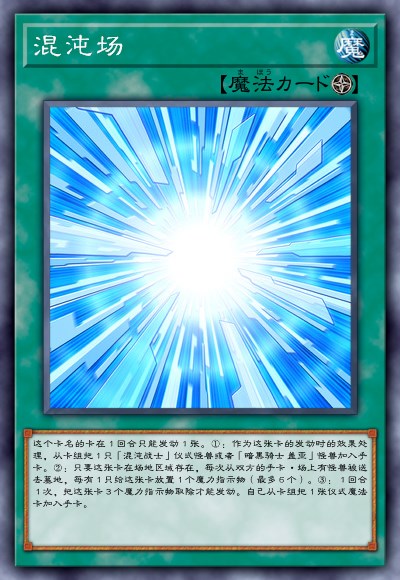 混沌场
魔
【魔法カード】
まほう
这个卡名的卡在１回合只能发动１张。①：作为这张卡的发动时的效果处
理，从卡组把１只「混沌战士」仪式怪兽或者「暗黑骑士 盖亚」怪兽加入手
卡。②：只要这张卡在场地区域存在，每次从双方的手卡・场上有怪兽被送
去墓地，每有１只给这张卡放置１个魔力指示物（最多６个）。③：１回合
１次，把这张卡３个魔力指示物取除才能发动。自己从卡组把１张仪式魔法
卡加入手卡。